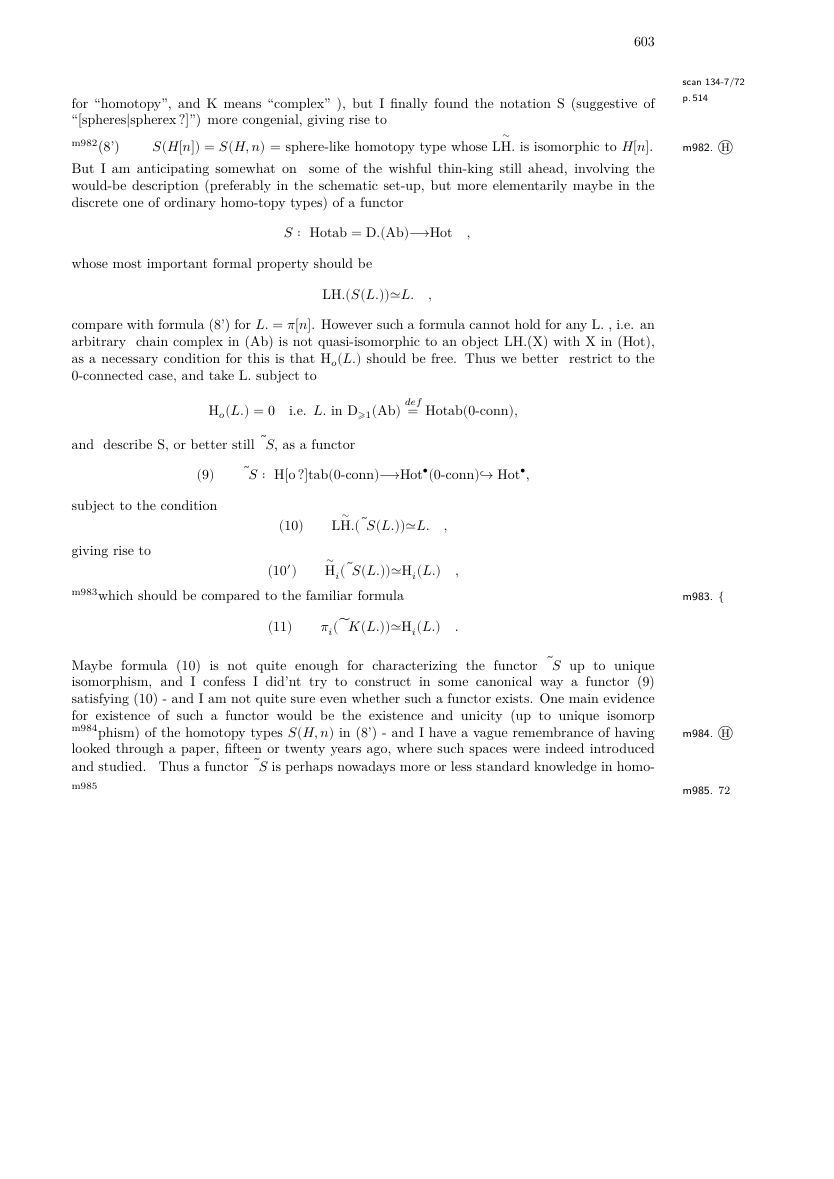 603
scan 134-7/72
p. 514
for “homotopy”, and K means “complex” ), but I finally found the notation S (suggestive of
“[spheres|spherex ?]”) more congenial, giving rise to
m982(8’) S(H[n]) = S(H, n) = sphere-like homotopy type whose LH̃. is isomorphic to H[n].
m982. Ⓗ
But I am anticipating somewhat on some of the wishful thin-king still ahead, involving the
would-be description (preferably in the schematic set-up, but more elementarily maybe in the
discrete one of ordinary homo-topy types) of a functor
S : Hotab = D.(Ab)⟶Hot ,
whose most important formal property should be
LH.(S(L.))≃L. ,
compare with formula (8’) for L. = π[n]. However such a formula cannot hold for any L. , i.e. an
arbitrary chain complex in (Ab) is not quasi-isomorphic to an object LH.(X) with X in (Hot),
as a necessary condition for this is that Hₒ(L.) should be free. Thus we better restrict to the
0-connected case, and take L. subject to
Hₒ(L.) = 0 i.e. L. in D⩾₁(Ab) def= Hotab(0-conn),
and describe S, or better still ˜S, as a functor
(9) ˜S : H[o ?]tab(0-conn)⟶Hot•(0-conn)↪ Hot•,
subject to the condition
(10) LH̃.(˜S(L.))≃L. ,
giving rise to
(10′) H̃ᵢ(˜S(L.))≃Hᵢ(L.) ,
m983which should be compared to the familiar formula
m983. {
(11) πᵢ(˜K(L.))≃Hᵢ(L.) .
Maybe formula (10) is not quite enough for characterizing the functor ˜S up to unique
isomorphism, and I confess I did’nt try to construct in some canonical way a functor (9)
satisfying (10) - and I am not quite sure even whether such a functor exists. One main evidence
for existence of such a functor would be the existence and unicity (up to unique isomorp
m984phism) of the homotopy types S(H, n) in (8’) - and I have a vague remembrance of having
m984. Ⓗ
looked through a paper, fifteen or twenty years ago, where such spaces were indeed introduced
and studied. Thus a functor ˜S is perhaps nowadays more or less standard knowledge in homo-
m985
m985. 72